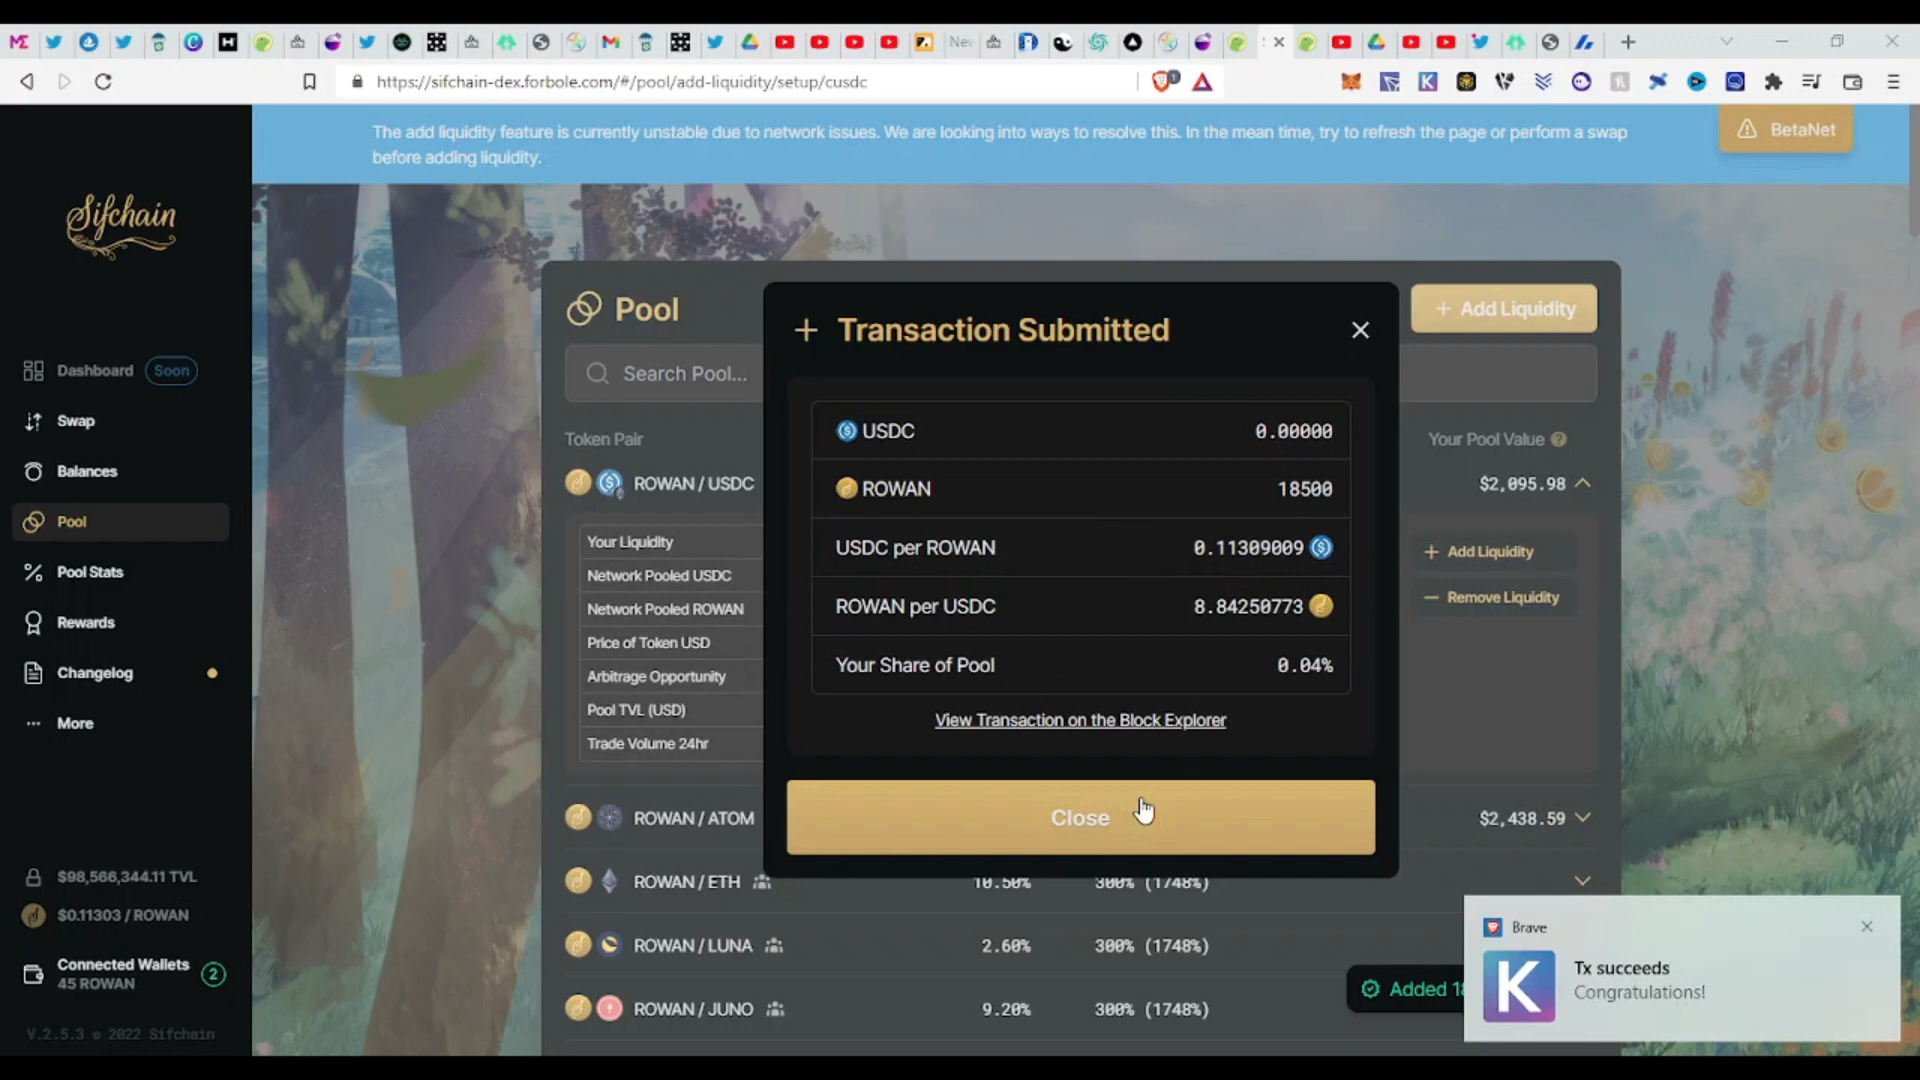 New
https://sifchain-dex.forbole.com/#/pool/add-liquidity/setup/cusdc
The add liquidity feature is currently unstable due to network issues. We are looking into ways to resolve this. In the mean time, try to refresh the page or perform a swap
before adding liquidity.
BetaNet
Sifchain
Dashboard Soon
Swap
Balances
Pool
Pool Stats
Rewards
Changelog
More
$98,566,344.11 TVL
$0.11303 / ROWAN
Connected Wallets 2
45 ROWAN
V.2.5.3 © 2022 Sifchain
Pool
+ Add Liquidity
Search Pool...
Token Pair
Your Pool Value
ROWAN / USDC
$2,095.98
Your Liquidity
Network Pooled USDC
Network Pooled ROWAN
Price of Token USD
Arbitrage Opportunity
Pool TVL (USD)
Trade Volume 24hr
+ Add Liquidity
— Remove Liquidity
+ Transaction Submitted
USDC 0.00000
ROWAN 18500
USDC per ROWAN 0.11309009
ROWAN per USDC 8.84250773
Your Share of Pool 0.04%
View Transaction on the Block Explorer
Close
ROWAN / ATOM $2,438.59
ROWAN / ETH 10.50% 300% (1748%)
ROWAN / LUNA 2.60% 300% (1748%)
ROWAN / JUNO 9.20% 300% (1748%)
Added
Brave
K
Tx succeeds
Congratulations!